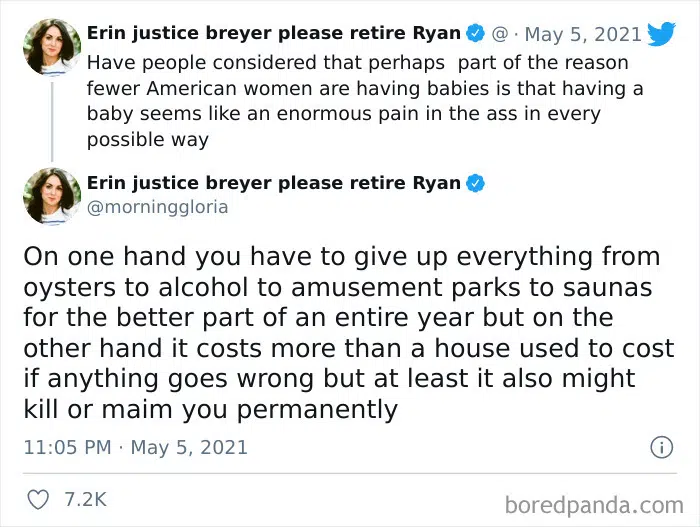 Erin justice breyer please retire Ryan @ · May 5, 2021
Have people considered that perhaps  part of the reason
fewer American women are having babies is that having a
baby seems like an enormous pain in the ass in every
possible way
Erin justice breyer please retire Ryan
@morninggloria
On one hand you have to give up everything from
oysters to alcohol to amusement parks to saunas
for the better part of an entire year but on the
other hand it costs more than a house used to cost
if anything goes wrong but at least it also might
kill or maim you permanently
11:05 PM · May 5, 2021
7.2K
boredpanda.com